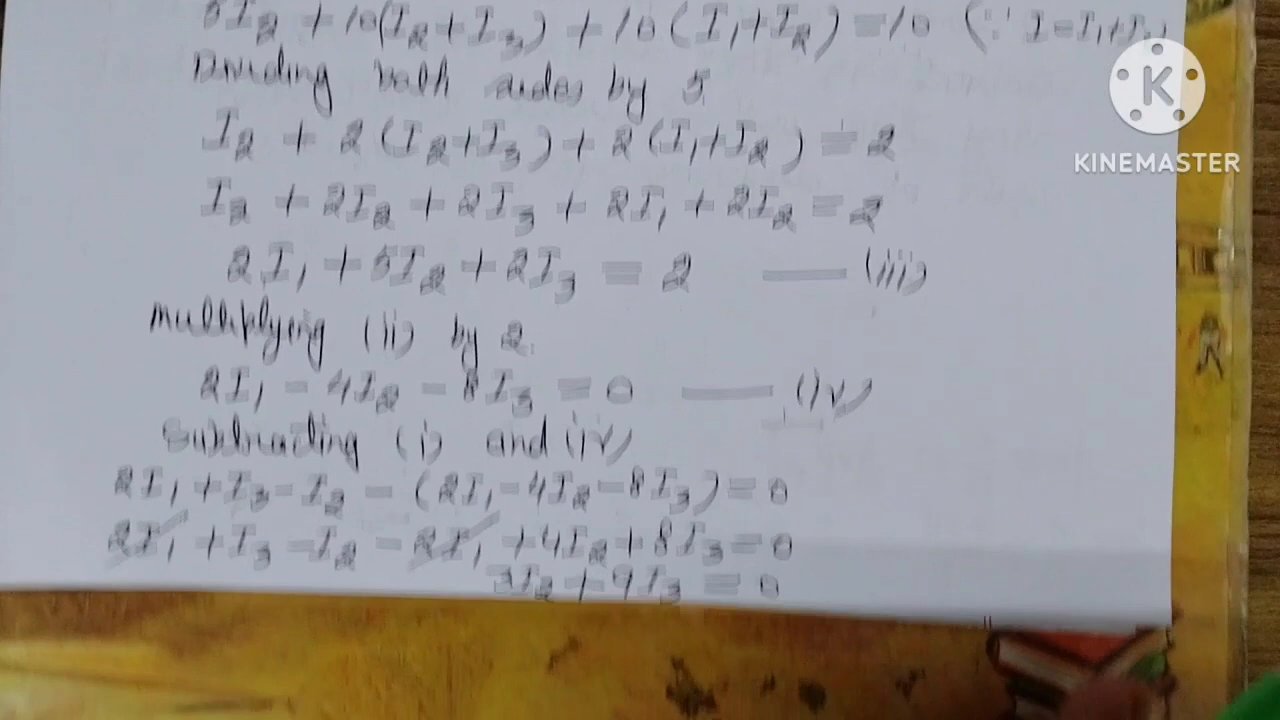 5I2 + 10(I2+I3) + 10(I1+I2) = 10 (∵ I=I1+I2)
Dividing both sides by 5
I2 + 2(I2+I3) + 2(I1+I2) = 2
I2 + 2I2 + 2I3 + 2I1 + 2I2 = 2
2I1 + 5I2 + 2I3 = 2 —— (iii)
Multiplying (ii) by 2
2I1 - 4I2 - 8I3 = 0 —— (iv)
Subtracting (i) and (iv)
2I1 + I3 - I2 - (2I1 - 4I2 - 8I3) = 0
2I1 + I3 - I2 - 2I1 + 4I2 + 8I3 = 0
3I2 + 9I3 = 0
K
KINEMASTER